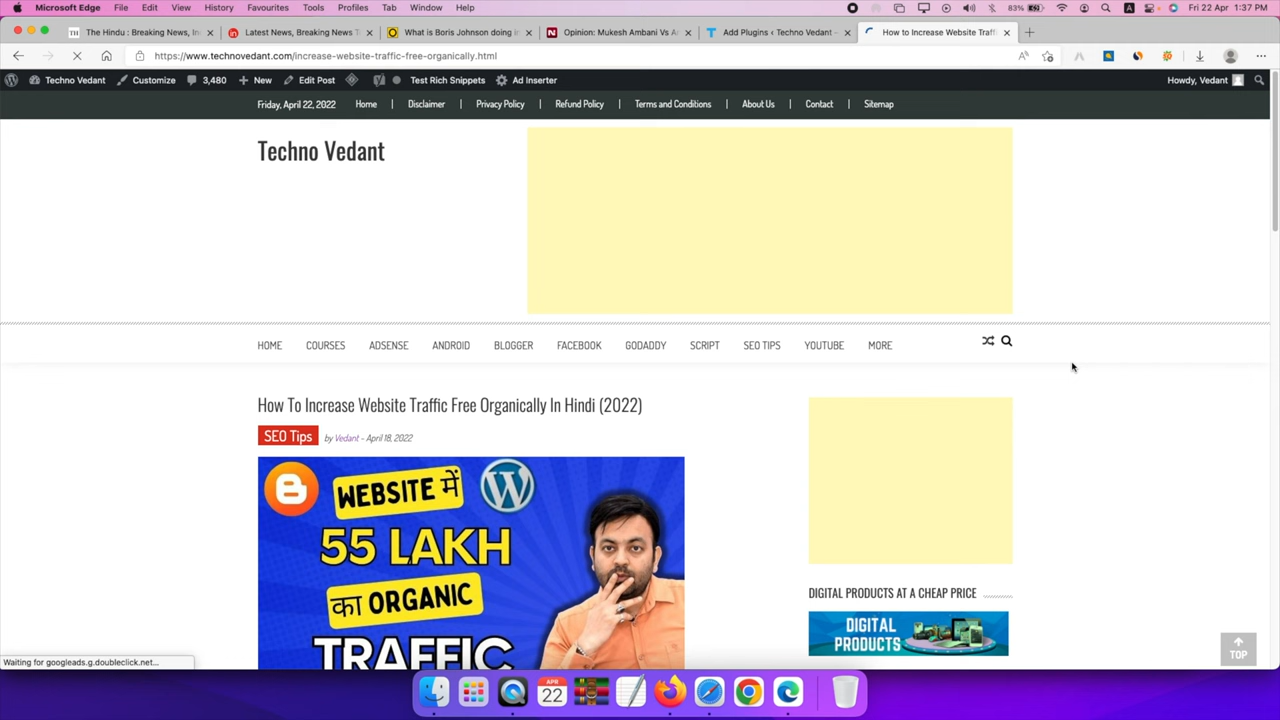 Microsoft Edge File Edit View History Favourites Tools Profiles Tab Window Help 83% A Fri 22 Apr 1:37 PM
TH The Hindu : Breaking News, In Latest News, Breaking News T What is Boris Johnson doing in Opinion: Mukesh Ambani Vs A Add Plugins ‹ Techno Vedant – How to Increase Website Traff
https://www.technovedant.com/increase-website-traffic-free-organically.html
Techno Vedant Customize 3,480 New Edit Post Test Rich Snippets Ad Inserter Howdy, Vedant
Friday, April 22, 2022 Home | Disclaimer | Privacy Policy | Refund Policy | Terms and Conditions | About Us | Contact | Sitemap
Techno Vedant
HOME COURSES ADSENSE ANDROID BLOGGER FACEBOOK GODADDY SCRIPT SEO TIPS YOUTUBE MORE
How To Increase Website Traffic Free Organically In Hindi (2022)
SEO Tips by Vedant - April 18, 2022
WEBSITE में
55 LAKH
का ORGANIC
TRAFFIC
DIGITAL PRODUCTS AT A CHEAP PRICE
DIGITAL
PRODUCTS
TOP
Waiting for googleads.g.doubleclick.net...
APR
22